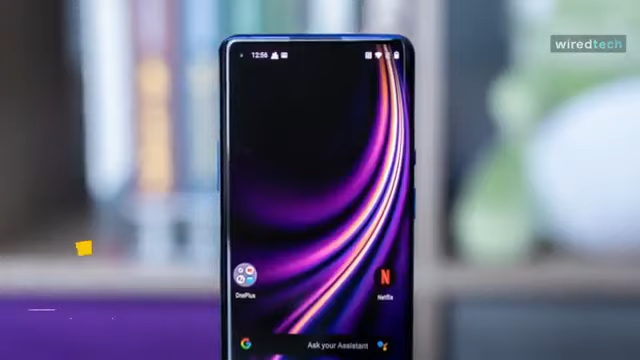 wiredtech
12:56
OnePlus
Netflix
G Ask your Assistant